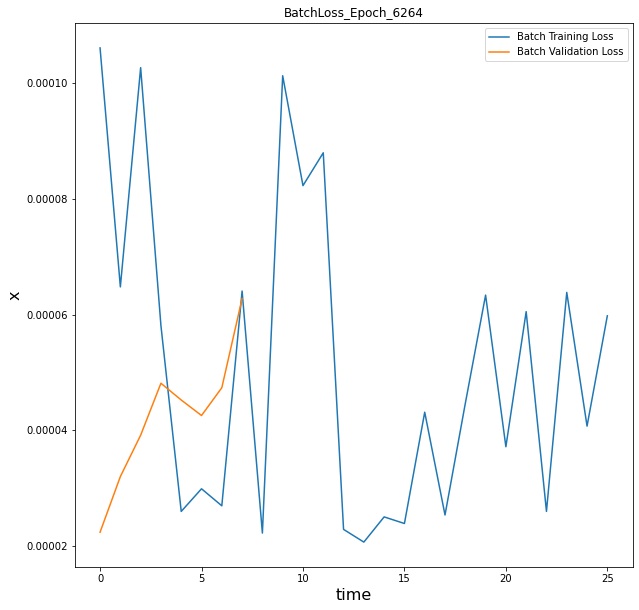 BatchLoss_Epoch_6264
Batch Training Loss
Batch Validation Loss
0.00010
0.00008
0.00006
0.00004
0.00002
x
0 5 10 15 20 25
time